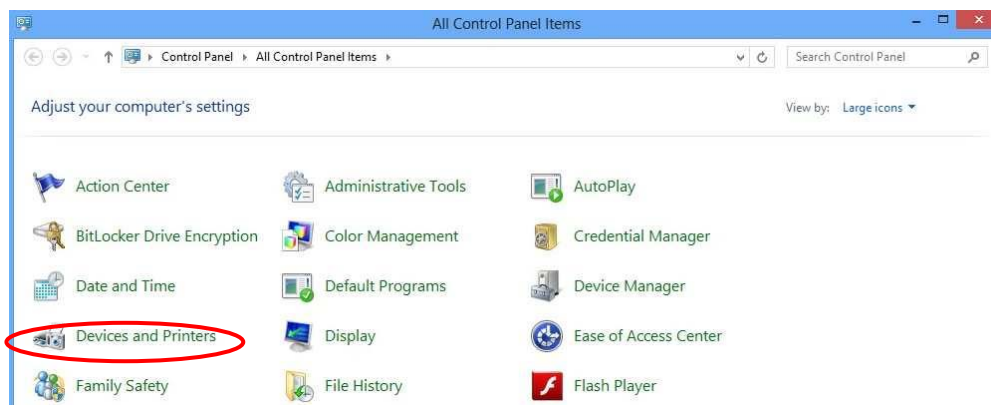 All Control Panel Items
Control Panel All Control Panel Items Search Control Panel
Adjust your computer's settings View by: Large icons
Action Center Administrative Tools AutoPlay
BitLocker Drive Encryption Color Management Credential Manager
Date and Time Default Programs Device Manager
Devices and Printers Display Ease of Access Center
Family Safety File History Flash Player